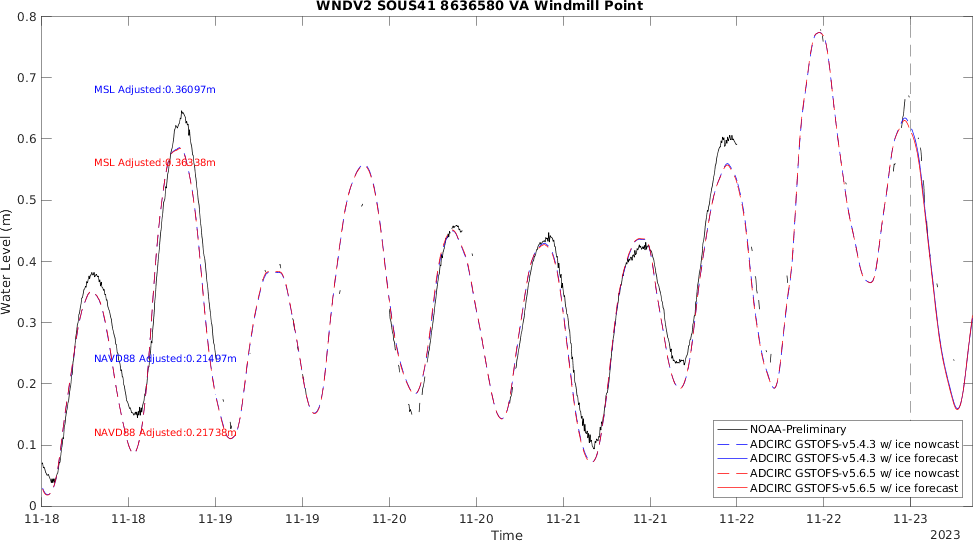 WNDV2 SOUS41 8636580 VA Windmill Point
0.8
0.7
0.6
0.5
0.4
0.3
0.2
0.1
0
Water Level (m)
MSL Adjusted:0.36097m
MSL Adjusted:0.36338m
NAVD88 Adjusted:0.21497m
NAVD88 Adjusted:0.21738m
NOAA-Preliminary
ADCIRC GSTOFS-v5.4.3 w/ ice nowcast
ADCIRC GSTOFS-v5.4.3 w/ ice forecast
ADCIRC GSTOFS-v5.6.5 w/ ice nowcast
ADCIRC GSTOFS-v5.6.5 w/ ice forecast
11-18 11-18 11-19 11-19 11-20 11-20 11-21 11-21 11-22 11-22 11-23
Time
2023